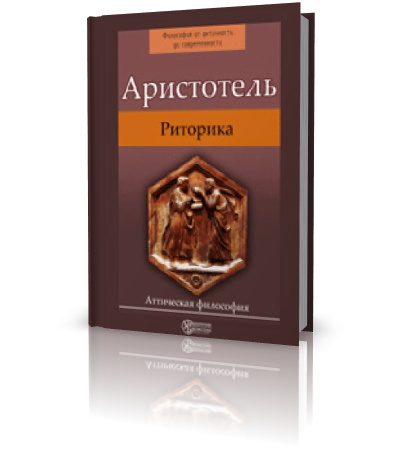 Философия от античности
до современности
Аристотель
Риторика
Аттическая философия